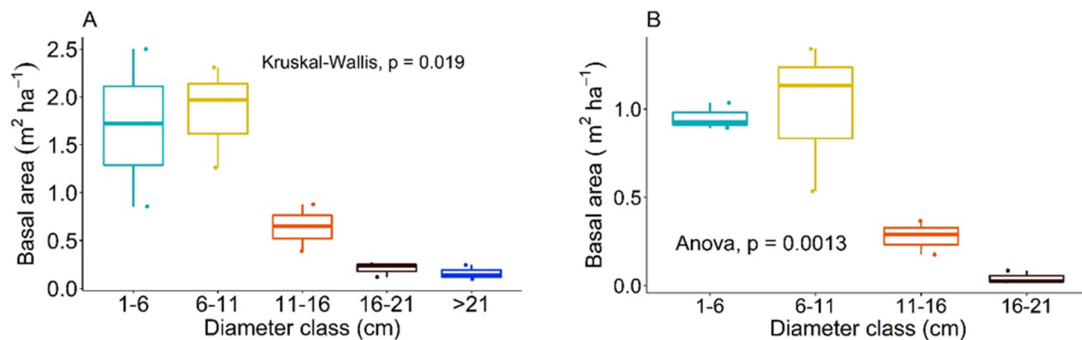 A
Kruskal-Wallis, p = 0.019
Basal area (m² ha⁻¹)
2.5
2.0
1.5
1.0
0.5
0.0
1-6 6-11 11-16 16-21 >21
Diameter class (cm)
B
Anova, p = 0.0013
Basal area ( m² ha⁻¹)
1.0
0.5
0.0
1-6 6-11 11-16 16-21
Diameter class (cm)